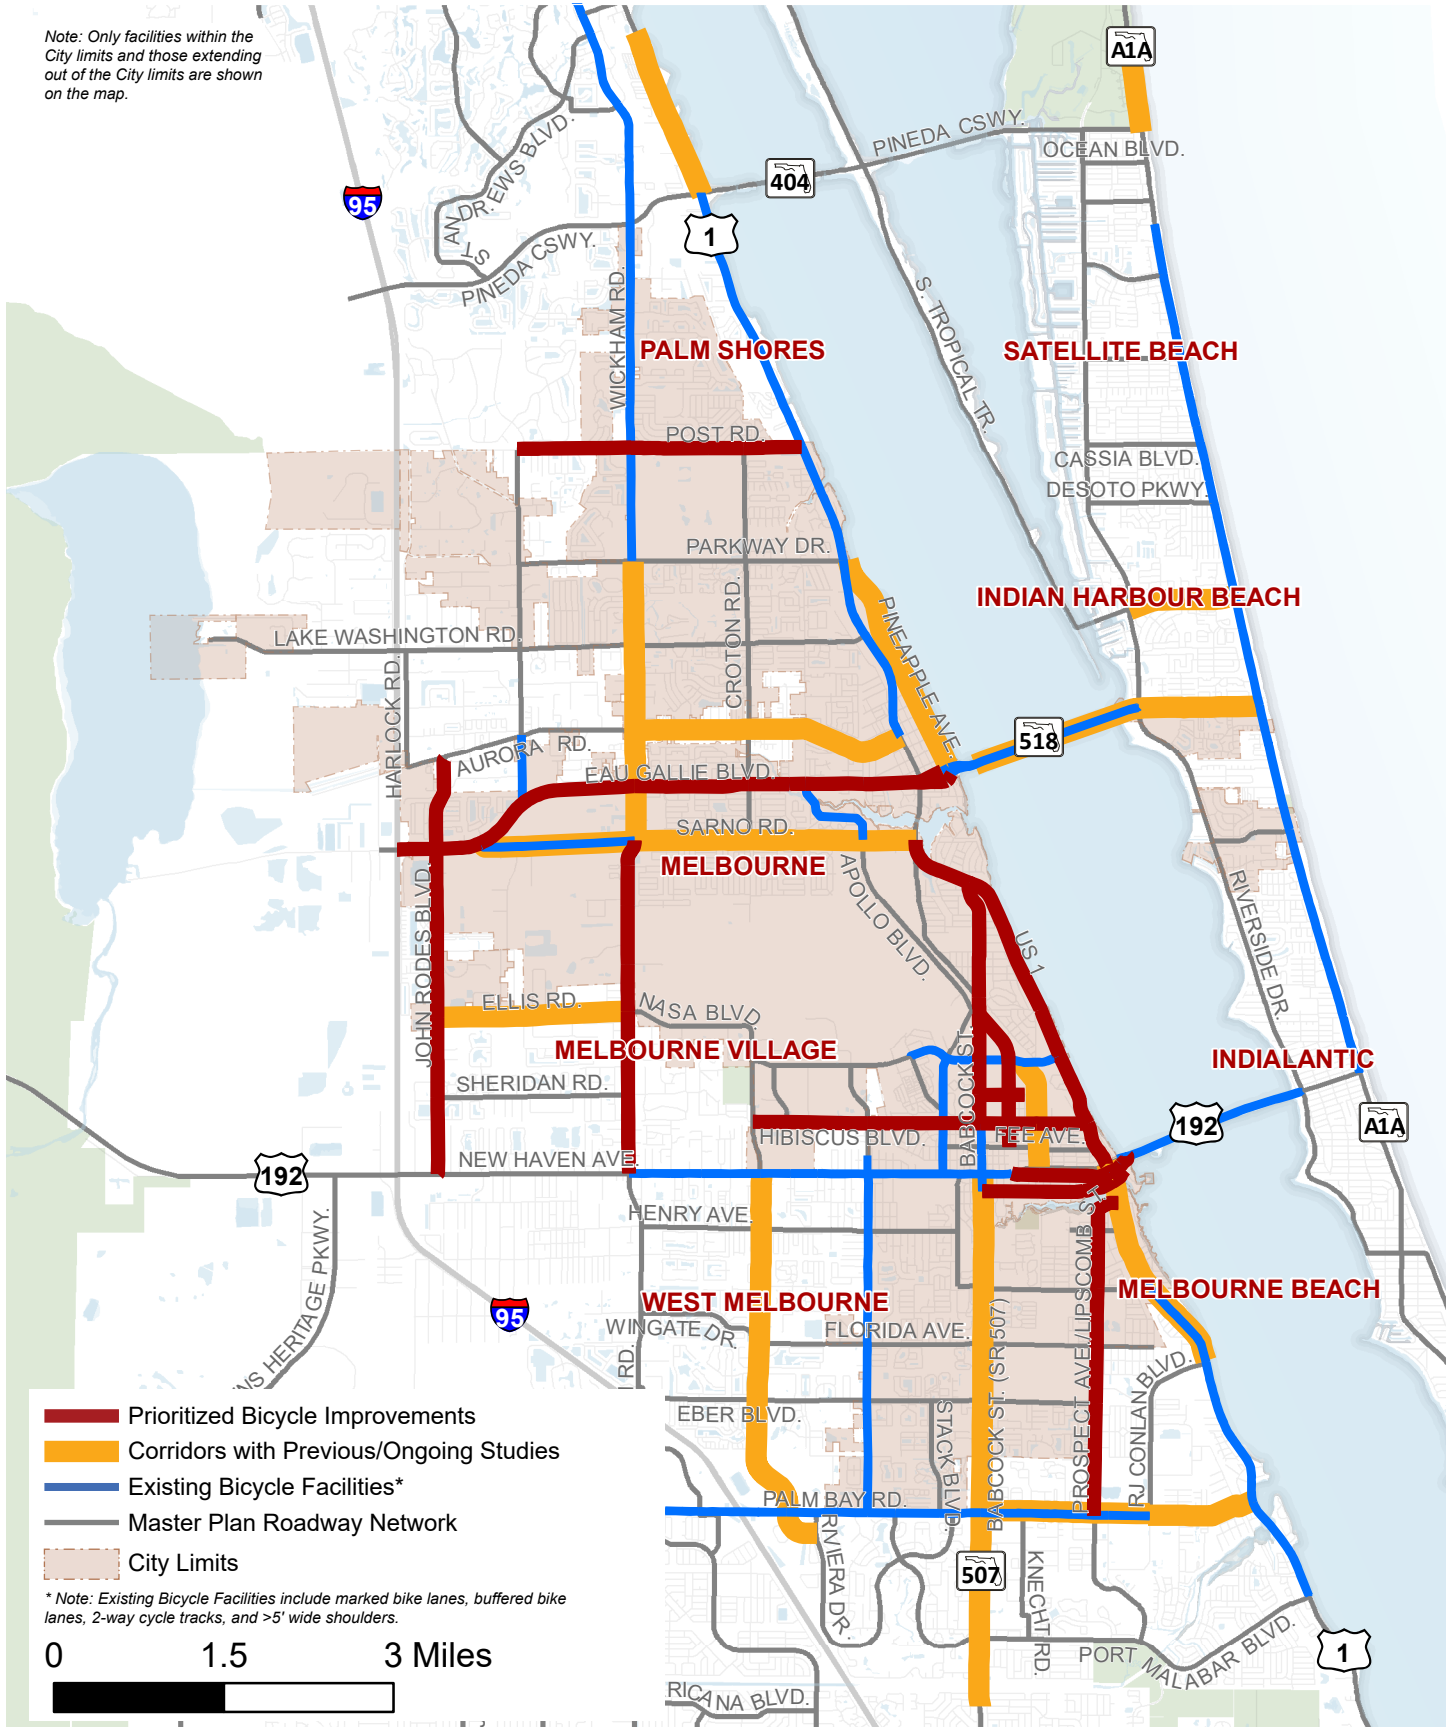 Note: Only facilities within the
City limits and those extending
out of the City limits are shown
on the map.
A1A
PINEDA CSWY.
OCEAN BLVD.
404
95
ST. ANDREWS BLVD.
DR.
1
PINEDA CSWY.
WICKHAM RD.
S. TROPICAL TR.
PALM SHORES
SATELLITE BEACH
POST RD.
CASSIA BLVD.
DESOTO PKWY.
PARKWAY DR.
CROTON RD.
PINEAPPLE AVE.
INDIAN HARBOUR BEACH
LAKE WASHINGTON RD.
HARLOCK RD.
518
AURORA RD.
EAU GALLIE BLVD.
SARNO RD.
MELBOURNE
JOHN RODES BLVD.
APOLLO BLVD.
US 1
RIVERSIDE DR.
ELLIS RD.
NASA BLVD.
MELBOURNE VILLAGE
BABCOCK ST.
INDIALANTIC
SHERIDAN RD.
192
A1A
HIBISCUS BLVD.
FEE AVE.
192
NEW HAVEN AVE.
HENRY AVE.
PROSPECT AVE./LIPSCOMB ST.
WEST MELBOURNE
MELBOURNE BEACH
95
WINGATE DR.
FLORIDA AVE.
BABCOCK ST. (SR 507)
RJ CONLAN BLVD.
WNS HERITAGE PKWY.
RD.
EBER BLVD.
STACK BLVD.
PALM BAY RD.
RIVIERA DR.
507
KNECHT RD.
PORT MALABAR BLVD.
1
RICANA BLVD.
Prioritized Bicycle Improvements
Corridors with Previous/Ongoing Studies
Existing Bicycle Facilities*
Master Plan Roadway Network
City Limits
* Note: Existing Bicycle Facilities include marked bike lanes, buffered bike
lanes, 2-way cycle tracks, and >5' wide shoulders.
0 1.5 3 Miles